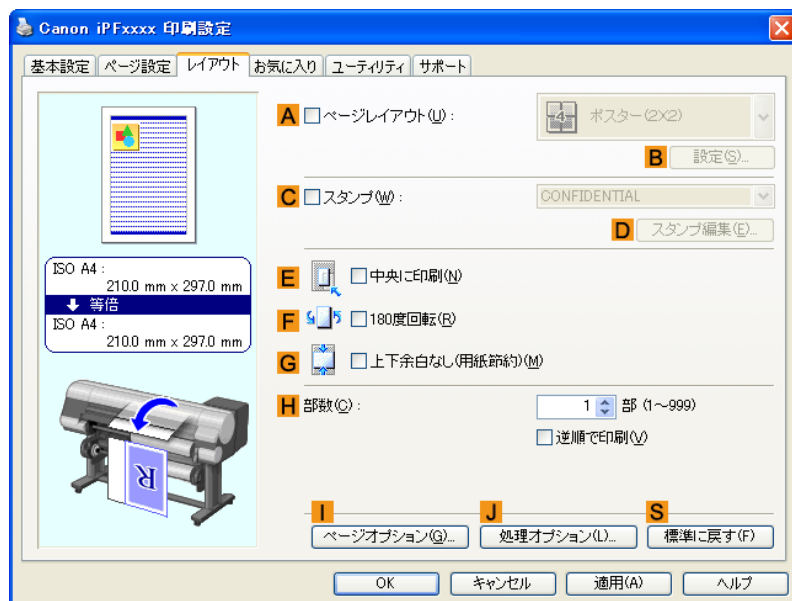 Canon iPFxxxx 印刷設定
基本設定 ページ設定 レイアウト お気に入り ユーティリティ サポート
A ページレイアウト(U) : 4 ポスター(2X2)
B 設定(S)...
C スタンプ(W): CONFIDENTIAL
D スタンプ編集(E)...
ISO A4 :
210.0 mm x 297.0 mm
等倍
ISO A4 :
210.0 mm x 297.0 mm
E 中央に印刷(N)
F 180度回転(R)
G 上下余白なし(用紙節約)(M)
H 部数(C) : 1 部 (1～999)
逆順で印刷(V)
R
I ページオプション(G)...
J 処理オプション(L)...
S 標準に戻す(F)
OK キャンセル 適用(A) ヘルプ